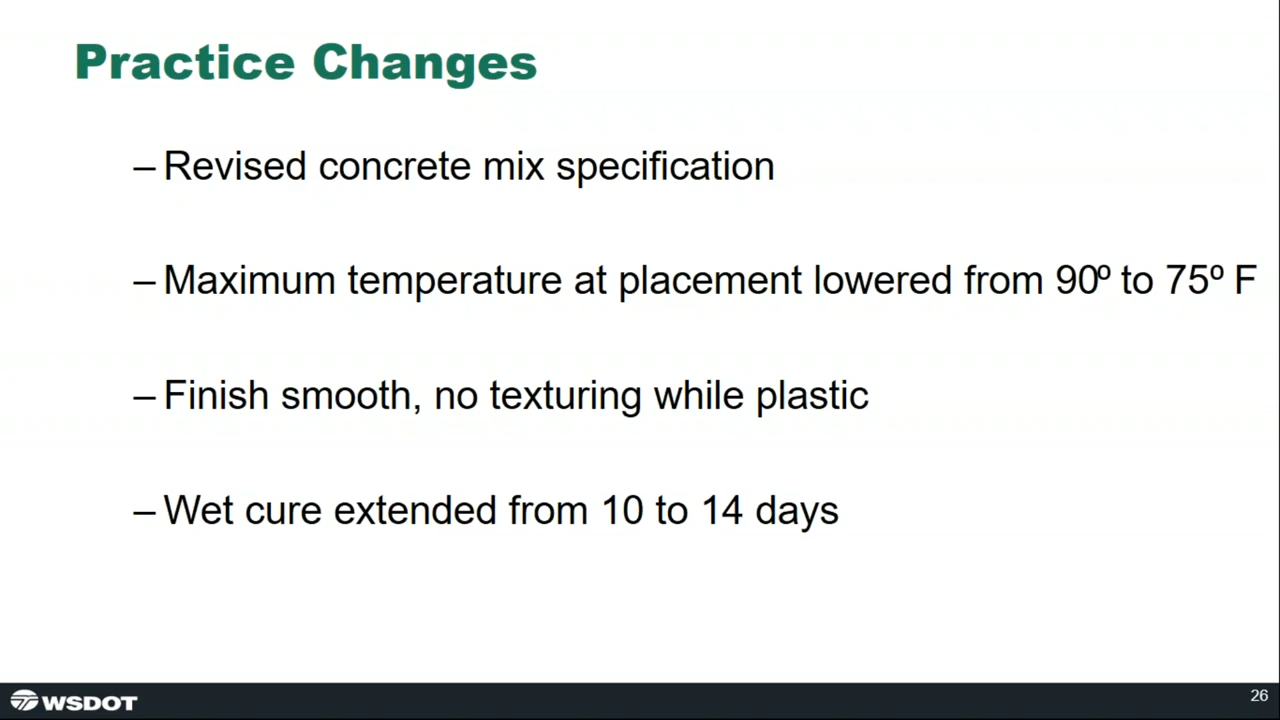 Practice Changes
– Revised concrete mix specification
– Maximum temperature at placement lowered from 90º to 75º F
– Finish smooth, no texturing while plastic
– Wet cure extended from 10 to 14 days
WSDOT
26